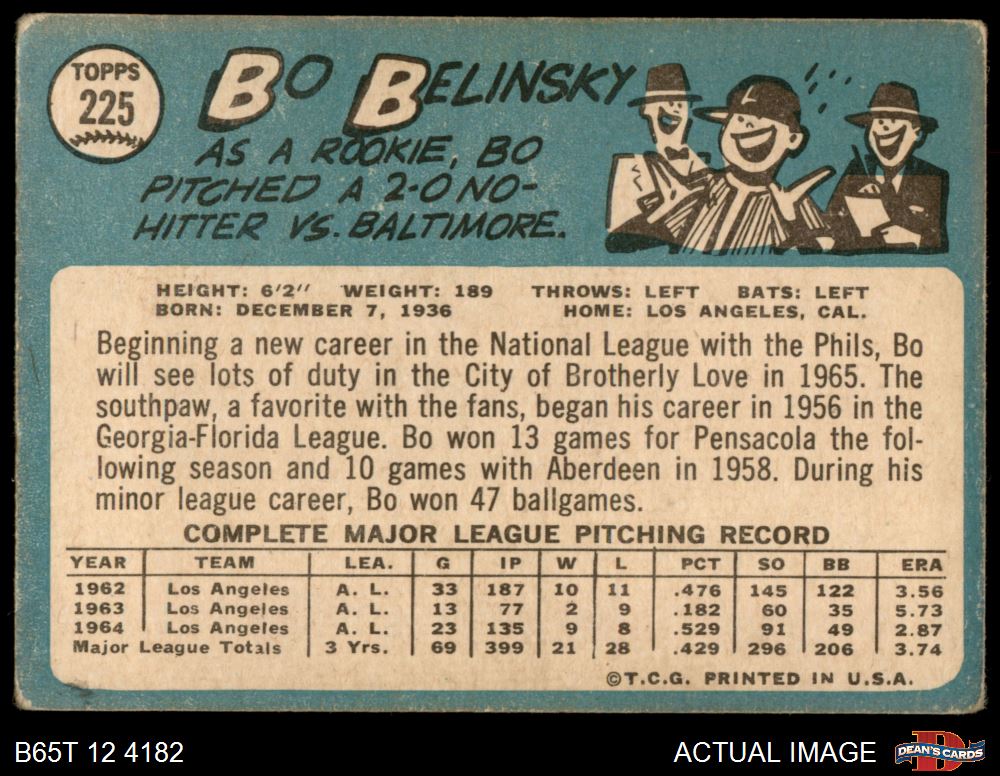 TOPPS
225
BO BELINSKY
AS A ROOKIE, BO
PITCHED A 2-0 NO-
HITTER VS. BALTIMORE.
HEIGHT: 6'2" WEIGHT: 189 THROWS: LEFT BATS: LEFT
BORN: DECEMBER 7, 1936 HOME: LOS ANGELES, CAL.
Beginning a new career in the National League with the Phils, Bo
will see lots of duty in the City of Brotherly Love in 1965. The
southpaw, a favorite with the fans, began his career in 1956 in the
Georgia-Florida League. Bo won 13 games for Pensacola the fol-
lowing season and 10 games with Aberdeen in 1958. During his
minor league career, Bo won 47 ballgames.
COMPLETE MAJOR LEAGUE PITCHING RECORD
YEAR TEAM LEA. G IP W L PCT SO BB ERA
1962 Los Angeles A. L. 33 187 10 11 .476 145 122 3.56
1963 Los Angeles A. L. 13 77 2 9 .182 60 35 5.73
1964 Los Angeles A. L. 23 135 9 8 .529 91 49 2.87
Major League Totals 3 Yrs. 69 399 21 28 .429 296 206 3.74
©T.C.G. PRINTED IN U.S.A.
B65T 12 4182 ACTUAL IMAGE DEAN'S CARDS